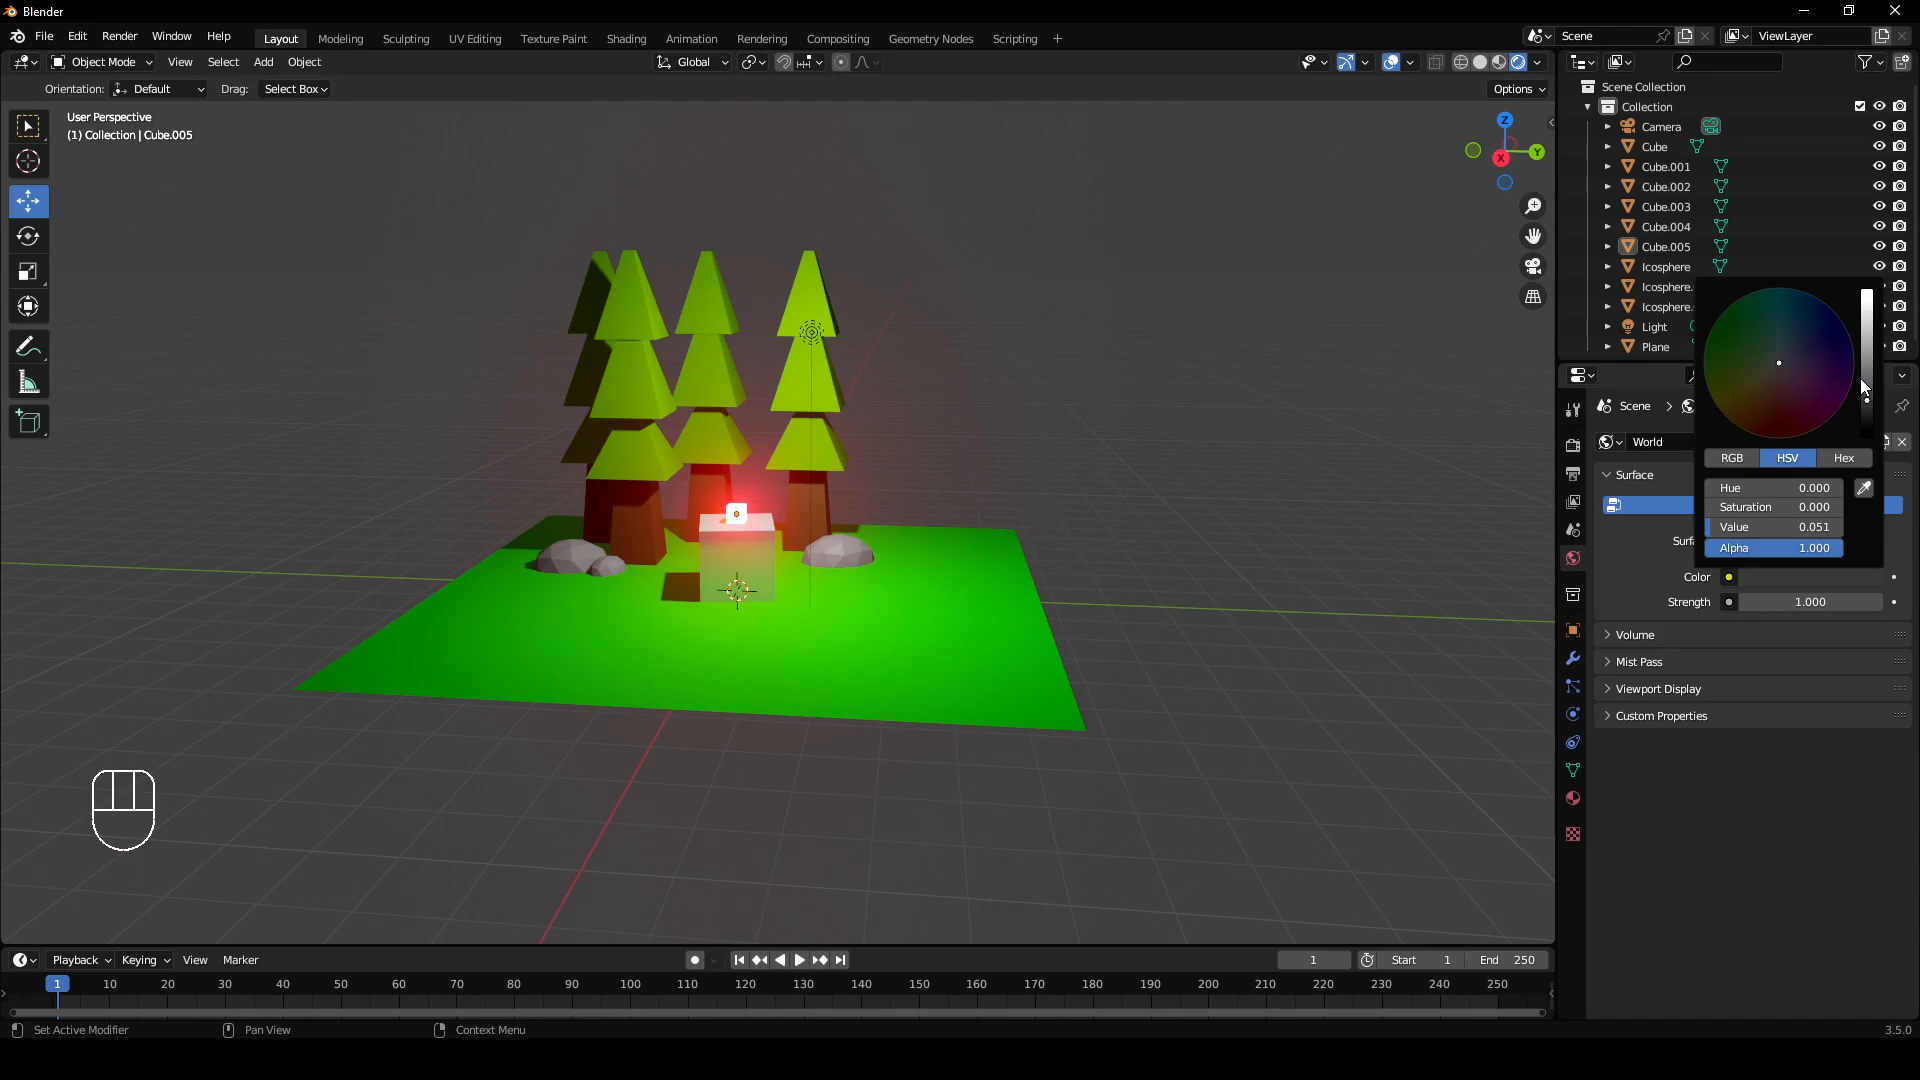 Blender
File Edit Render Window Help
Layout Modeling Sculpting UV Editing Texture Paint Shading Animation Rendering Compositing Geometry Nodes Scripting +
Scene
ViewLayer
Object Mode View Select Add Object
Global
Orientation: Default Drag: Select Box
Options
User Perspective
(1) Collection | Cube.005
Z
Y
X
Scene Collection
Collection
Camera
Cube
Cube.001
Cube.002
Cube.003
Cube.004
Cube.005
Icosphere
Icosphere.
Icosphere.
Light
Plane
Scene
World
RGB HSV Hex
Surface
Hue 0.000
Saturation 0.000
Value 0.051
Alpha 1.000
Surfa
Color
Strength 1.000
Volume
Mist Pass
Viewport Display
Custom Properties
Playback Keying View Marker
1
Start 1
End 250
1 10 20 30 40 50 60 70 80 90 100 110 120 130 140 150 160 170 180 190 200 210 220 230 240 250
Set Active Modifier
Pan View
Context Menu
3.5.0